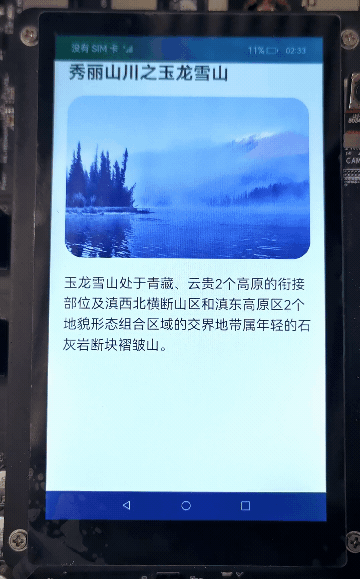 没有 SIM 卡
11%
02:33
秀丽山川之玉龙雪山
玉龙雪山处于青藏、云贵2个高原的衔接
部位及滇西北横断山区和滇东高原区2个
地貌形态组合区域的交界地带属年轻的石
灰岩断块褶皱山。